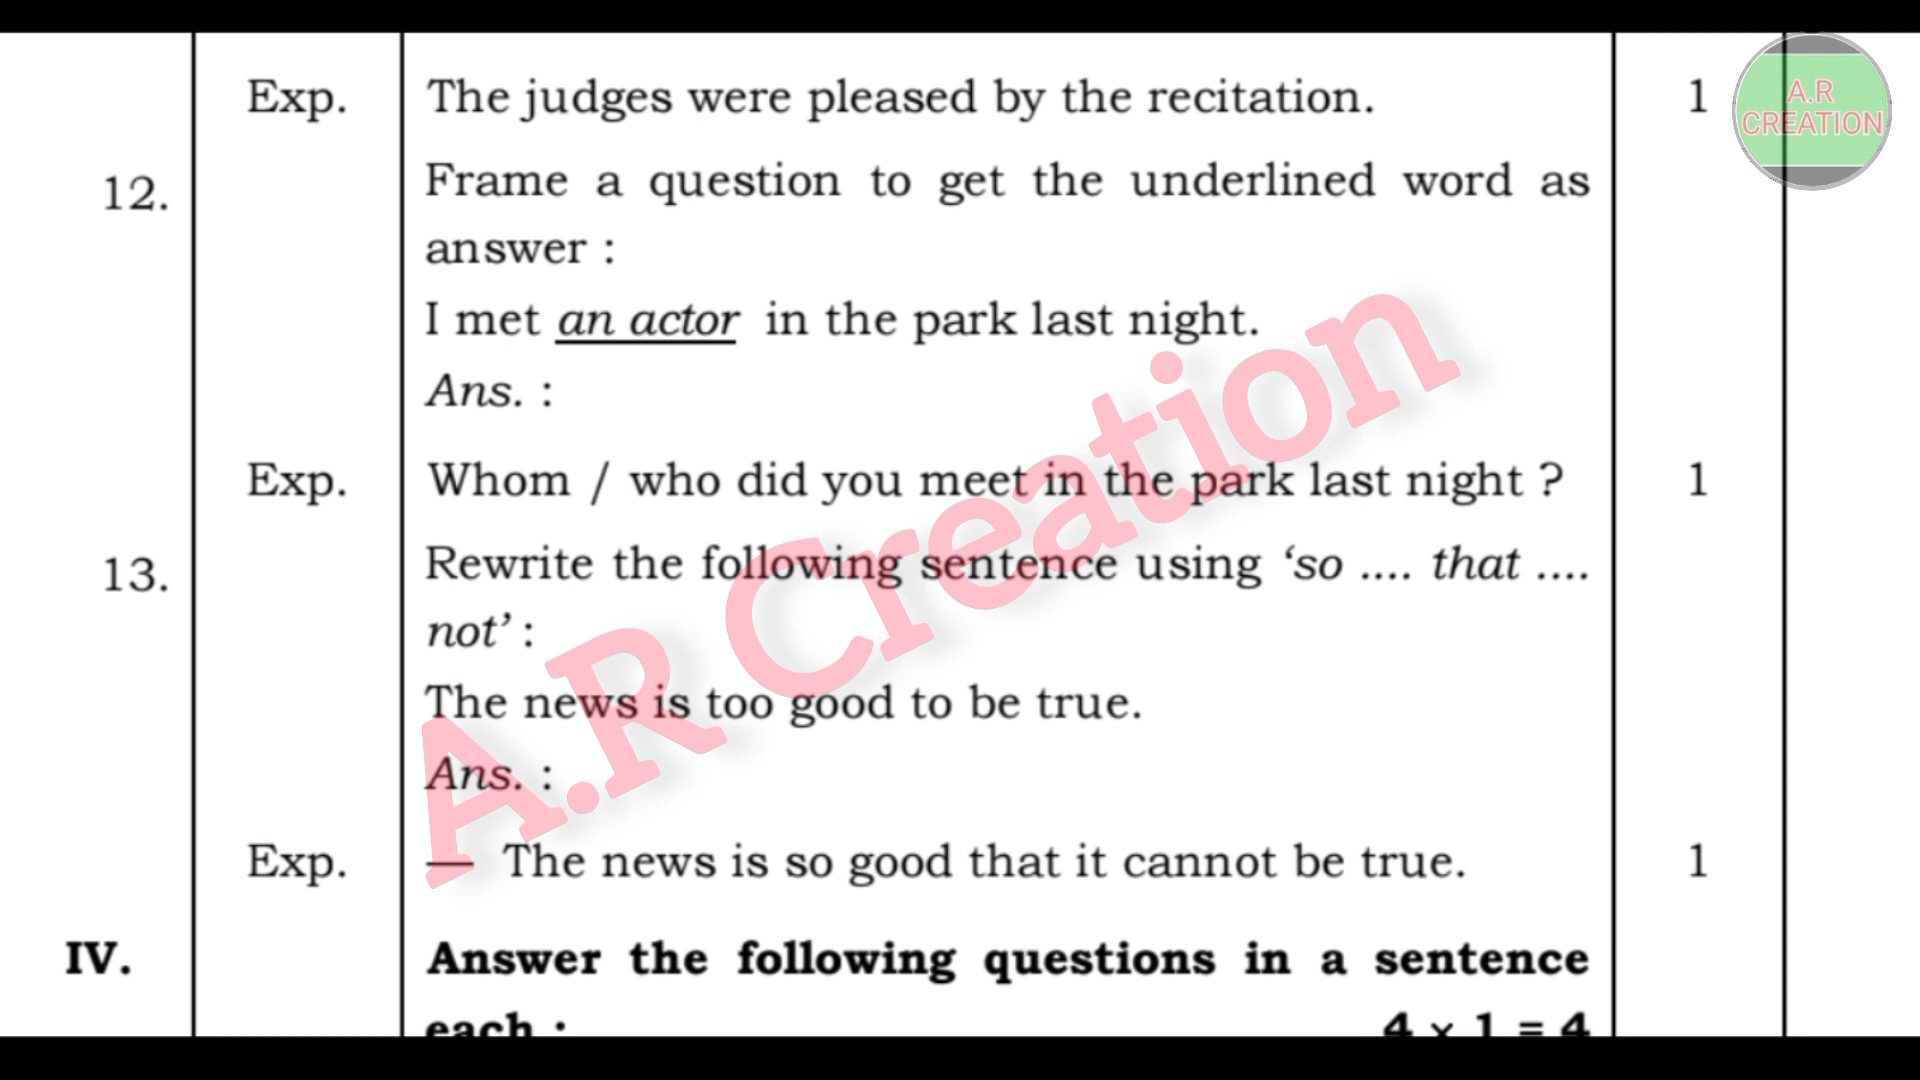 Exp. The judges were pleased by the recitation. 1
A.R
CREATION
12. Frame a question to get the underlined word as
answer :
I met an actor in the park last night.
Ans. :
Exp. Whom / who did you meet in the park last night ? 1
13. Rewrite the following sentence using ‘so .... that ....
not’ :
The news is too good to be true.
Ans. :
Exp. — The news is so good that it cannot be true. 1
IV. Answer the following questions in a sentence
each : 4 × 1 = 4
A.R Creation